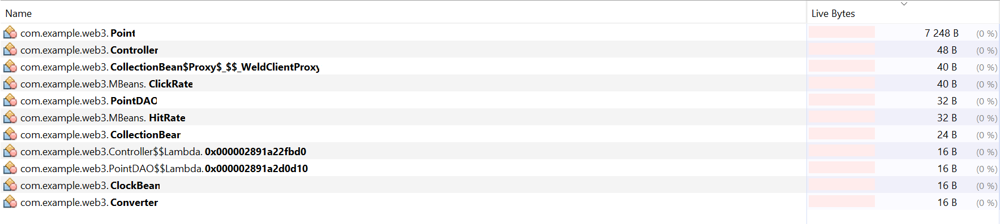 Name Live Bytes
com.example.web3.Point 7 248 B (0 %)
com.example.web3.Controller 48 B (0 %)
com.example.web3.CollectionBean$Proxy$_$$_WeldClientProxy 40 B (0 %)
com.example.web3.MBeans.ClickRate 40 B (0 %)
com.example.web3.PointDAO 32 B (0 %)
com.example.web3.MBeans.HitRate 32 B (0 %)
com.example.web3.CollectionBean 24 B (0 %)
com.example.web3.Controller$$Lambda.0x000002891a22fbd0 16 B (0 %)
com.example.web3.PointDAO$$Lambda.0x000002891a2d0d10 16 B (0 %)
com.example.web3.ClockBean 16 B (0 %)
com.example.web3.Converter 16 B (0 %)